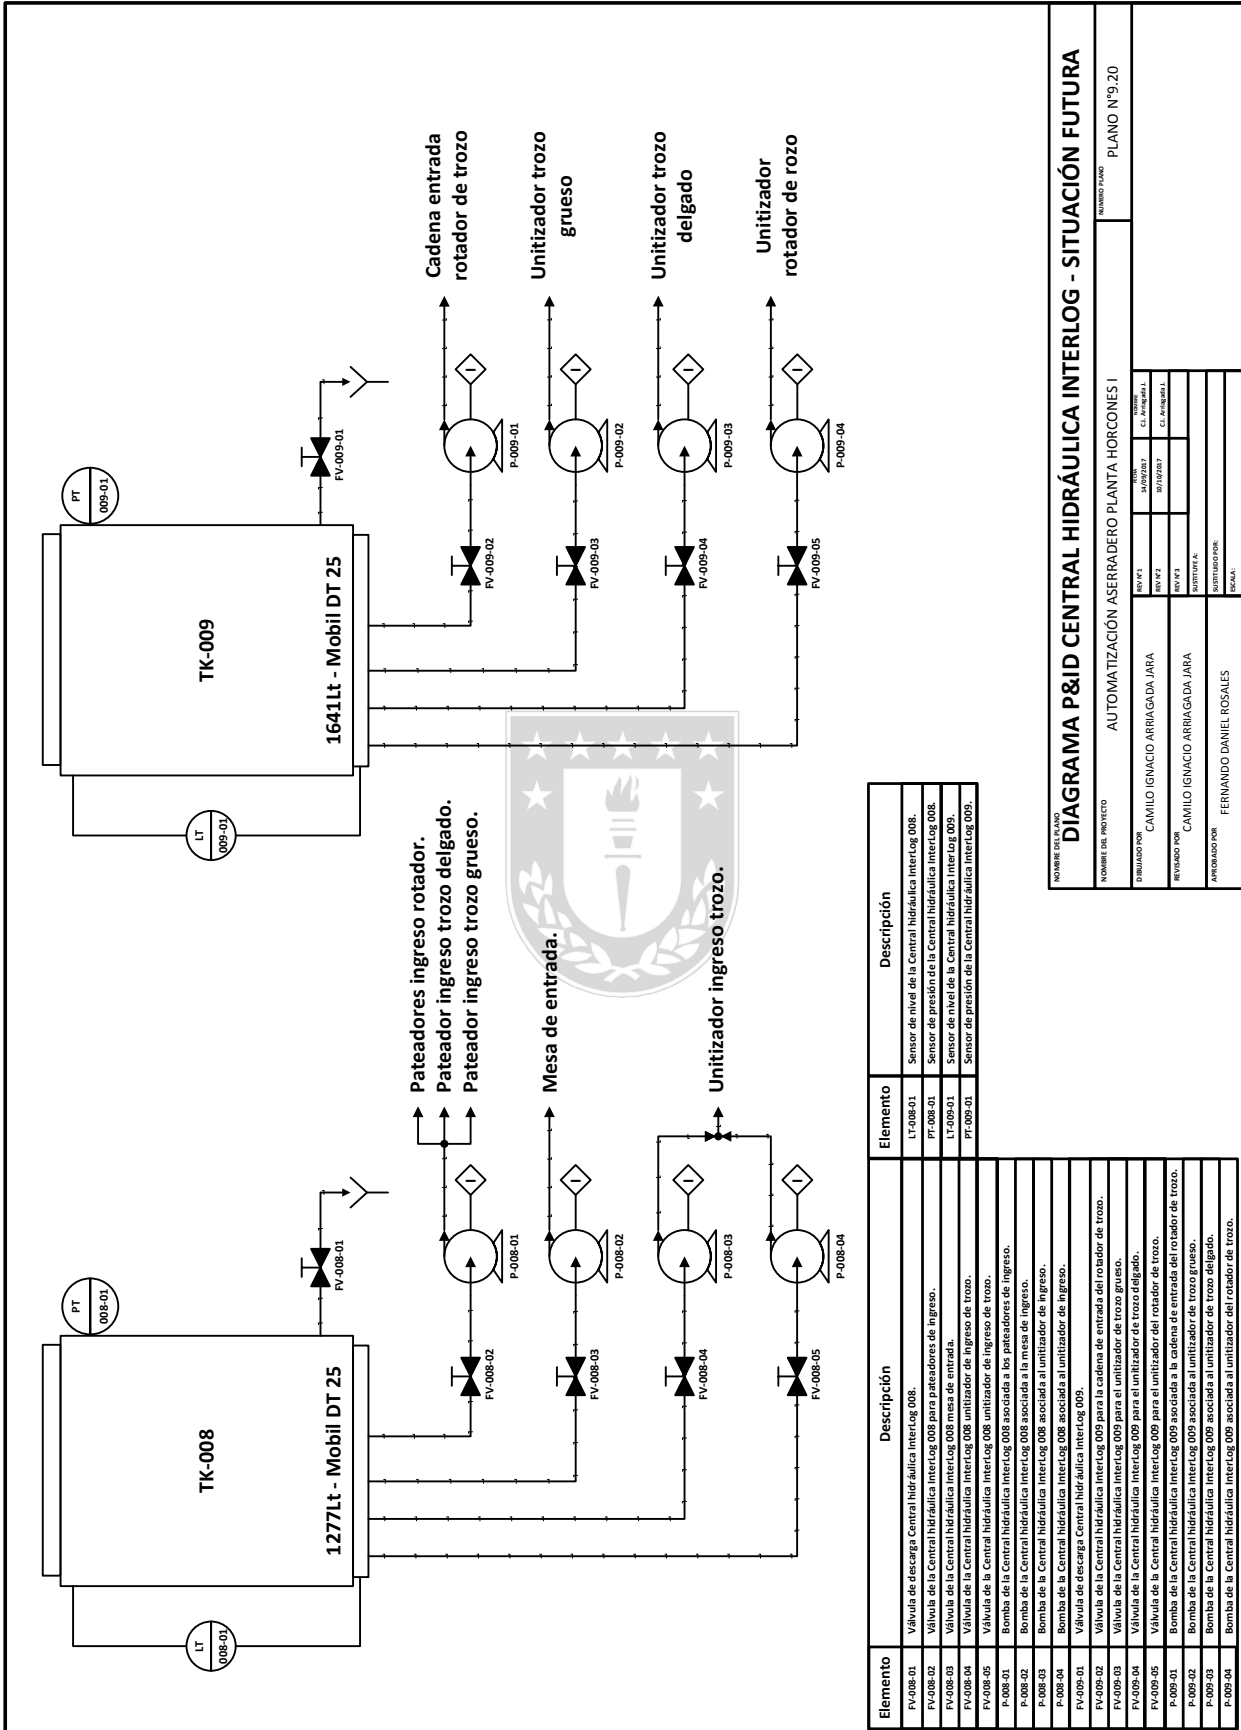 PT
008-01
LT
008-01
TK-008
1277Lt - Mobil DT 25
FV-008-01
FV-008-02
FV-008-03
FV-008-04
FV-008-05
P-008-01
P-008-02
P-008-03
P-008-04
I
I
I
I
Pateadores ingreso rotador.
Pateador ingreso trozo delgado.
Pateador ingreso trozo grueso.
Mesa de entrada.
Unitizador ingreso trozo.
PT
009-01
LT
009-01
TK-009
1641Lt - Mobil DT 25
FV-009-01
FV-009-02
FV-009-03
FV-009-04
FV-009-05
P-009-01
P-009-02
P-009-03
P-009-04
I
I
I
I
Cadena entrada
rotador de trozo
Unitizador trozo
grueso
Unitizador trozo
delgado
Unitizador
rotador de rozo
Elemento Descripción
FV-008-01 Válvula de descarga Central hidráulica InterLog 008.
FV-008-02 Válvula de la Central hidráulica InterLog 008 para pateadores de ingreso.
FV-008-03 Válvula de la Central hidráulica InterLog 008 mesa de entrada.
FV-008-04 Válvula de la Central hidráulica InterLog 008 unitizador de ingreso de trozo.
FV-008-05 Válvula de la Central hidráulica InterLog 008 unitizador de ingreso de trozo.
P-008-01 Bomba de la Central hidráulica InterLog 008 asociada a los pateadores de ingreso.
P-008-02 Bomba de la Central hidráulica InterLog 008 asociada a la mesa de ingreso.
P-008-03 Bomba de la Central hidráulica InterLog 008 asociada al unitizador de ingreso.
P-008-04 Bomba de la Central hidráulica InterLog 008 asociada al unitizador de ingreso.
FV-009-01 Válvula de descarga Central hidráulica InterLog 009.
FV-009-02 Válvula de la Central hidráulica InterLog 009 para la cadena de entrada del rotador de trozo.
FV-009-03 Válvula de la Central hidráulica InterLog 009 para el unitizador de trozo grueso.
FV-009-04 Válvula de la Central hidráulica InterLog 009 para el unitizador de trozo delgado.
FV-009-05 Válvula de la Central hidráulica InterLog 009 para el unitizador del rotador de trozo.
P-009-01 Bomba de la Central hidráulica InterLog 009 asociada a la cadena de entrada del rotador de trozo.
P-009-02 Bomba de la Central hidráulica InterLog 009 asociada al unitizador de trozo grueso.
P-009-03 Bomba de la Central hidráulica InterLog 009 asociada al unitizador de trozo delgado.
P-009-04 Bomba de la Central hidráulica InterLog 009 asociada al unitizador del rotador de trozo.
Elemento Descripción
LT-008-01 Sensor de nivel de la Central hidráulica InterLog 008.
PT-008-01 Sensor de presión de la Central hidráulica InterLog 008.
LT-009-01 Sensor de nivel de la Central hidráulica InterLog 009.
PT-009-01 Sensor de presión de la Central hidráulica InterLog 009.
NOMBRE DEL PLANO
DIAGRAMA P&ID CENTRAL HIDRÁULICA INTERLOG - SITUACIÓN FUTURA
NOMBRE DEL PROYECTO
AUTOMATIZACIÓN ASERRADERO PLANTA HORCONES I
NUMERO PLANO
PLANO N°9.20
DIBUJADO POR
CAMILO IGNACIO ARRIAGADA JARA
REVISADO POR
CAMILO IGNACIO ARRIAGADA JARA
APROBADO POR
FERNANDO DANIEL ROSALES
FECHA NOMBRE
REV N°1 14/09/2017 C.I. Arriagada J.
REV N°2 10/10/2017 C.I. Arriagada J.
REV N°3
SUSTITUYE A:
SUSTITUIDO POR:
ESCALA: